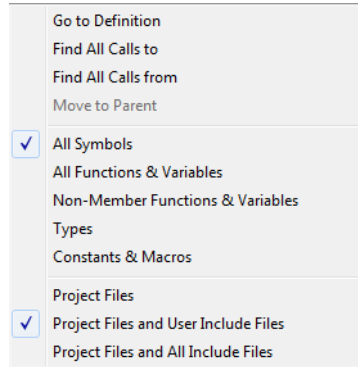 Go to Definition
Find All Calls to
Find All Calls from
Move to Parent
All Symbols
All Functions & Variables
Non-Member Functions & Variables
Types
Constants & Macros
Project Files
Project Files and User Include Files
Project Files and All Include Files